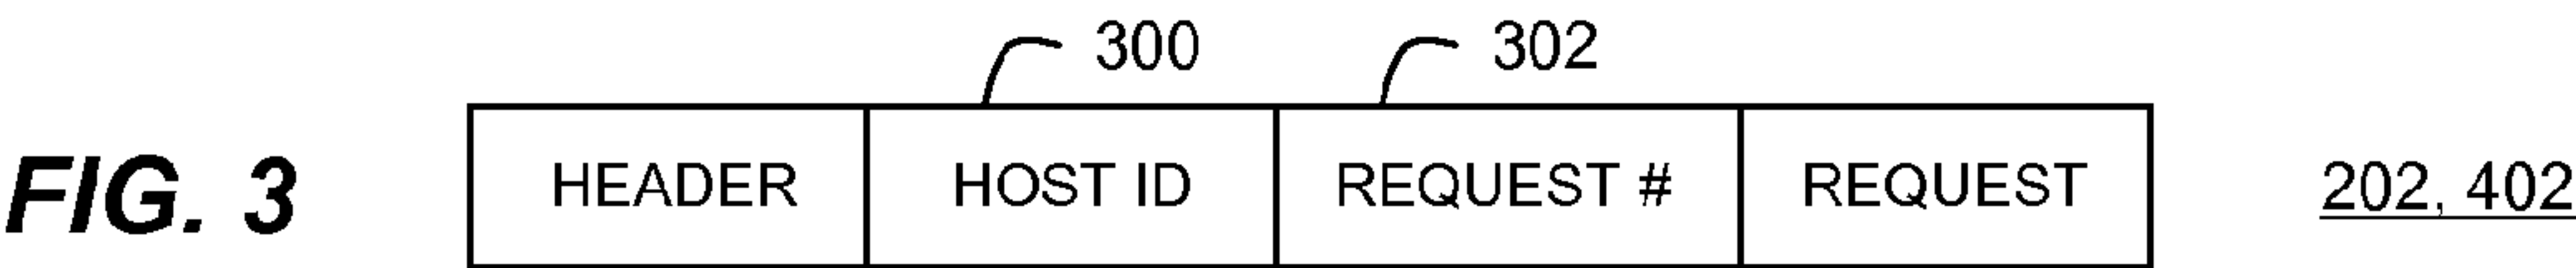 300 302
FIG. 3 HEADER HOST ID REQUEST # REQUEST 202, 402